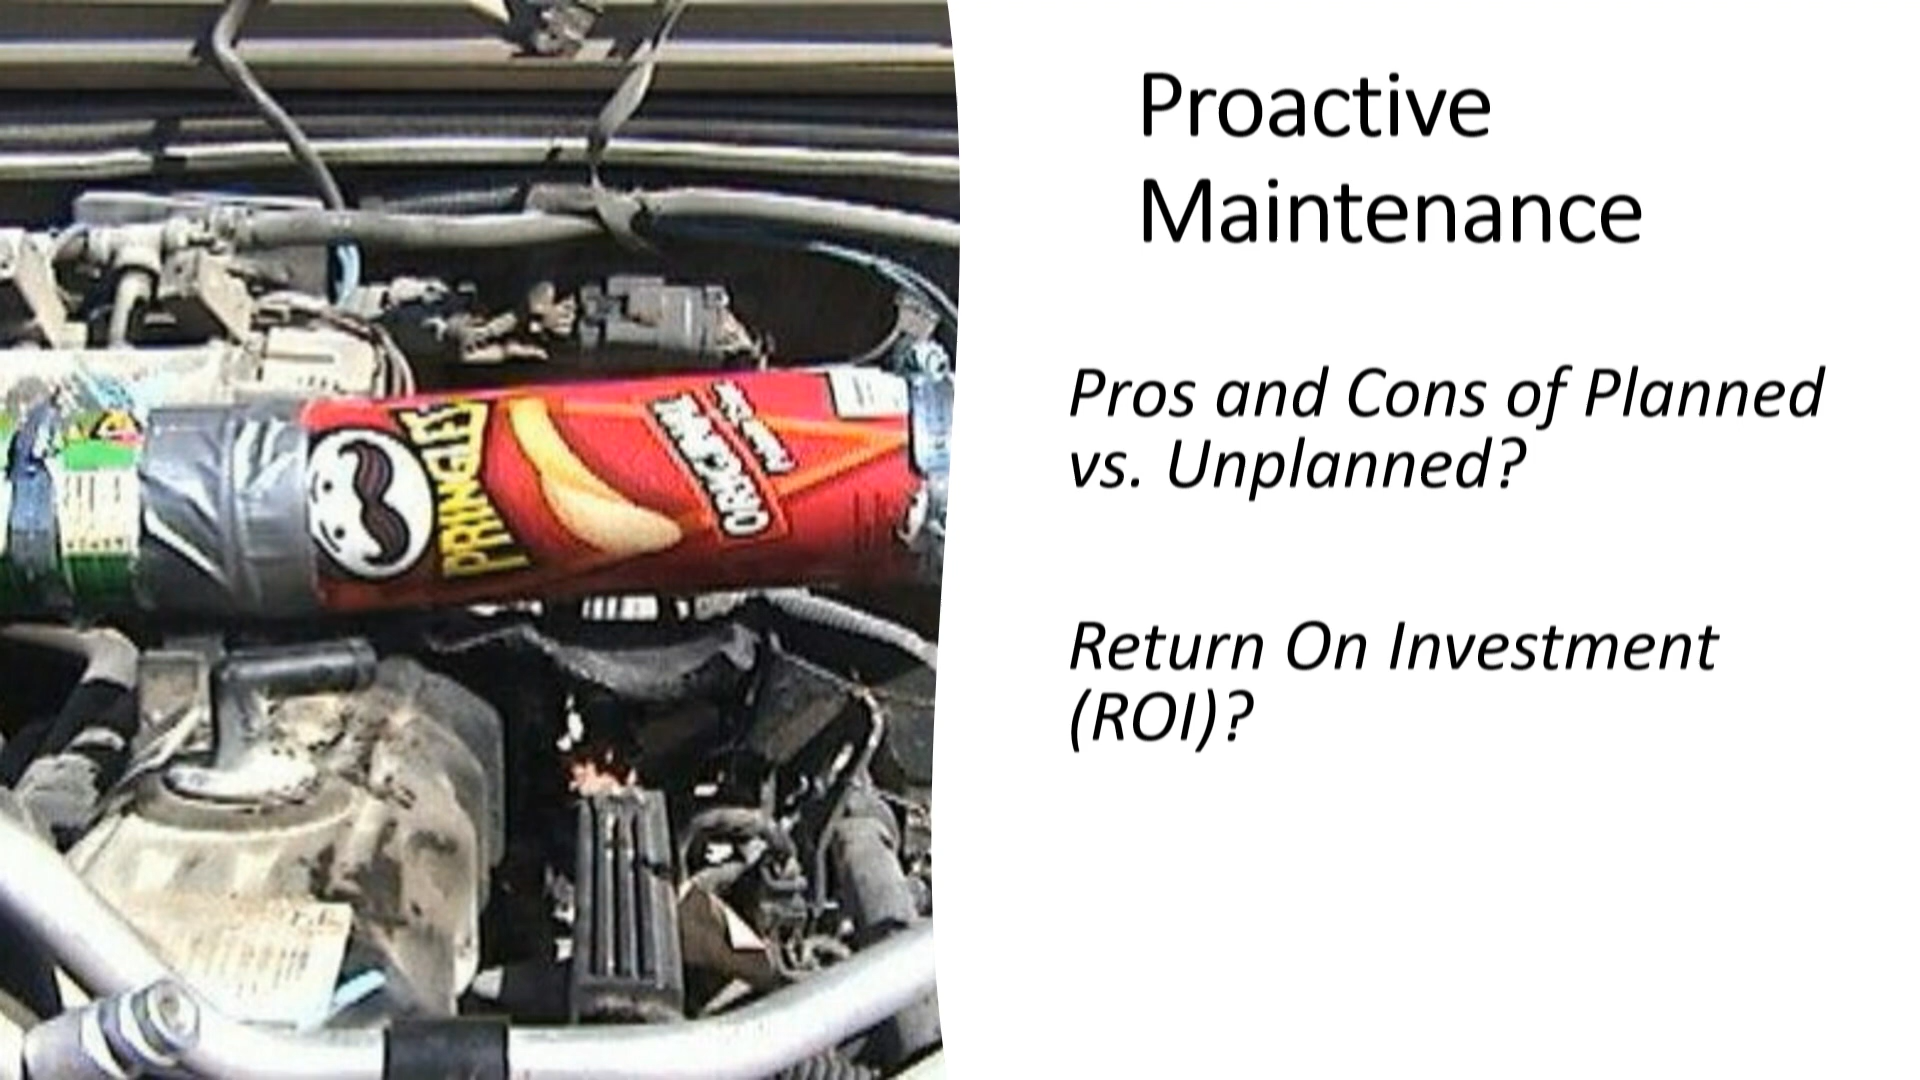 Proactive
Maintenance
Pros and Cons of Planned
vs. Unplanned?
Return On Investment
(ROI)?
PRINGLES
ORIGINAL